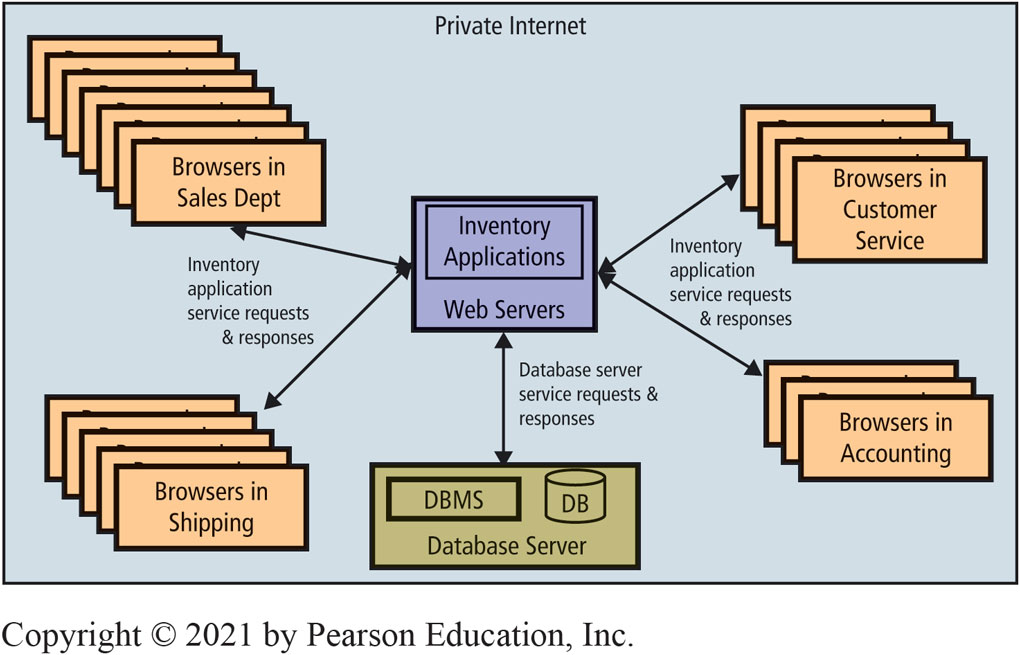 Private Internet
Browsers in
Sales Dept
Browsers in
Customer
Service
Inventory
Applications
Web Servers
Inventory
application
service requests
& responses
Inventory
application
service requests
& responses
Database server
service requests &
responses
Browsers in
Shipping
Browsers in
Accounting
DBMS
DB
Database Server
Copyright © 2021 by Pearson Education, Inc.